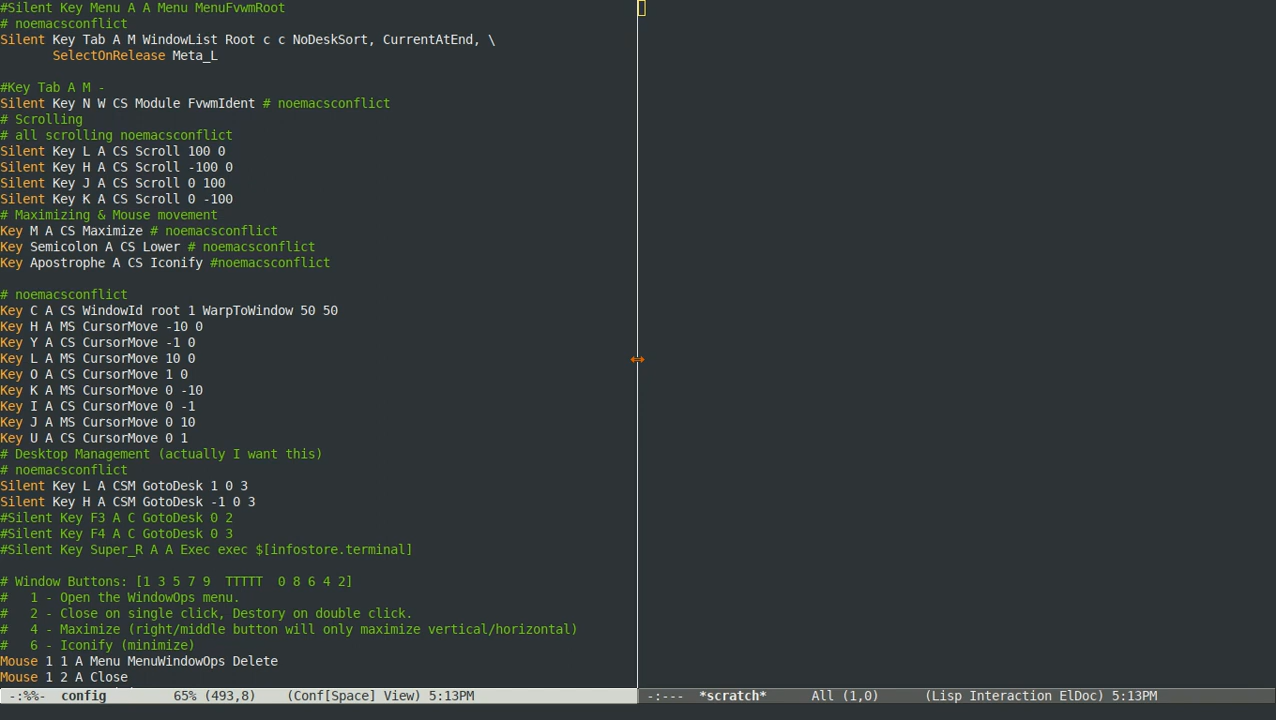 #Silent Key Menu A A Menu MenuFvwmRoot
# noemacsconflict
Silent Key Tab A M WindowList Root c c NoDeskSort, CurrentAtEnd, \
       SelectOnRelease Meta_L
#Key Tab A M -
Silent Key N W CS Module FvwmIdent # noemacsconflict
# Scrolling
# all scrolling noemacsconflict
Silent Key L A CS Scroll 100 0
Silent Key H A CS Scroll -100 0
Silent Key J A CS Scroll 0 100
Silent Key K A CS Scroll 0 -100
# Maximizing & Mouse movement
Key M A CS Maximize # noemacsconflict
Key Semicolon A CS Lower # noemacsconflict
Key Apostrophe A CS Iconify #noemacsconflict
# noemacsconflict
Key C A CS WindowId root 1 WarpToWindow 50 50
Key H A MS CursorMove -10 0
Key Y A CS CursorMove -1 0
Key L A MS CursorMove 10 0
Key O A CS CursorMove 1 0
Key K A MS CursorMove 0 -10
Key I A CS CursorMove 0 -1
Key J A MS CursorMove 0 10
Key U A CS CursorMove 0 1
# Desktop Management (actually I want this)
# noemacsconflict
Silent Key L A CSM GotoDesk 1 0 3
Silent Key H A CSM GotoDesk -1 0 3
#Silent Key F3 A C GotoDesk 0 2
#Silent Key F4 A C GotoDesk 0 3
#Silent Key Super_R A A Exec exec $[infostore.terminal]
# Window Buttons: [1 3 5 7 9  TTTTT  0 8 6 4 2]
#   1 - Open the WindowOps menu.
#   2 - Close on single click, Destory on double click.
#   4 - Maximize (right/middle button will only maximize vertical/horizontal)
#   6 - Iconify (minimize)
Mouse 1 1 A Menu MenuWindowOps Delete
Mouse 1 2 A Close
-:%%-  config         65% (493,8)    (Conf[Space] View) 5:13PM
-:---  *scratch*      All (1,0)      (Lisp Interaction ElDoc) 5:13PM